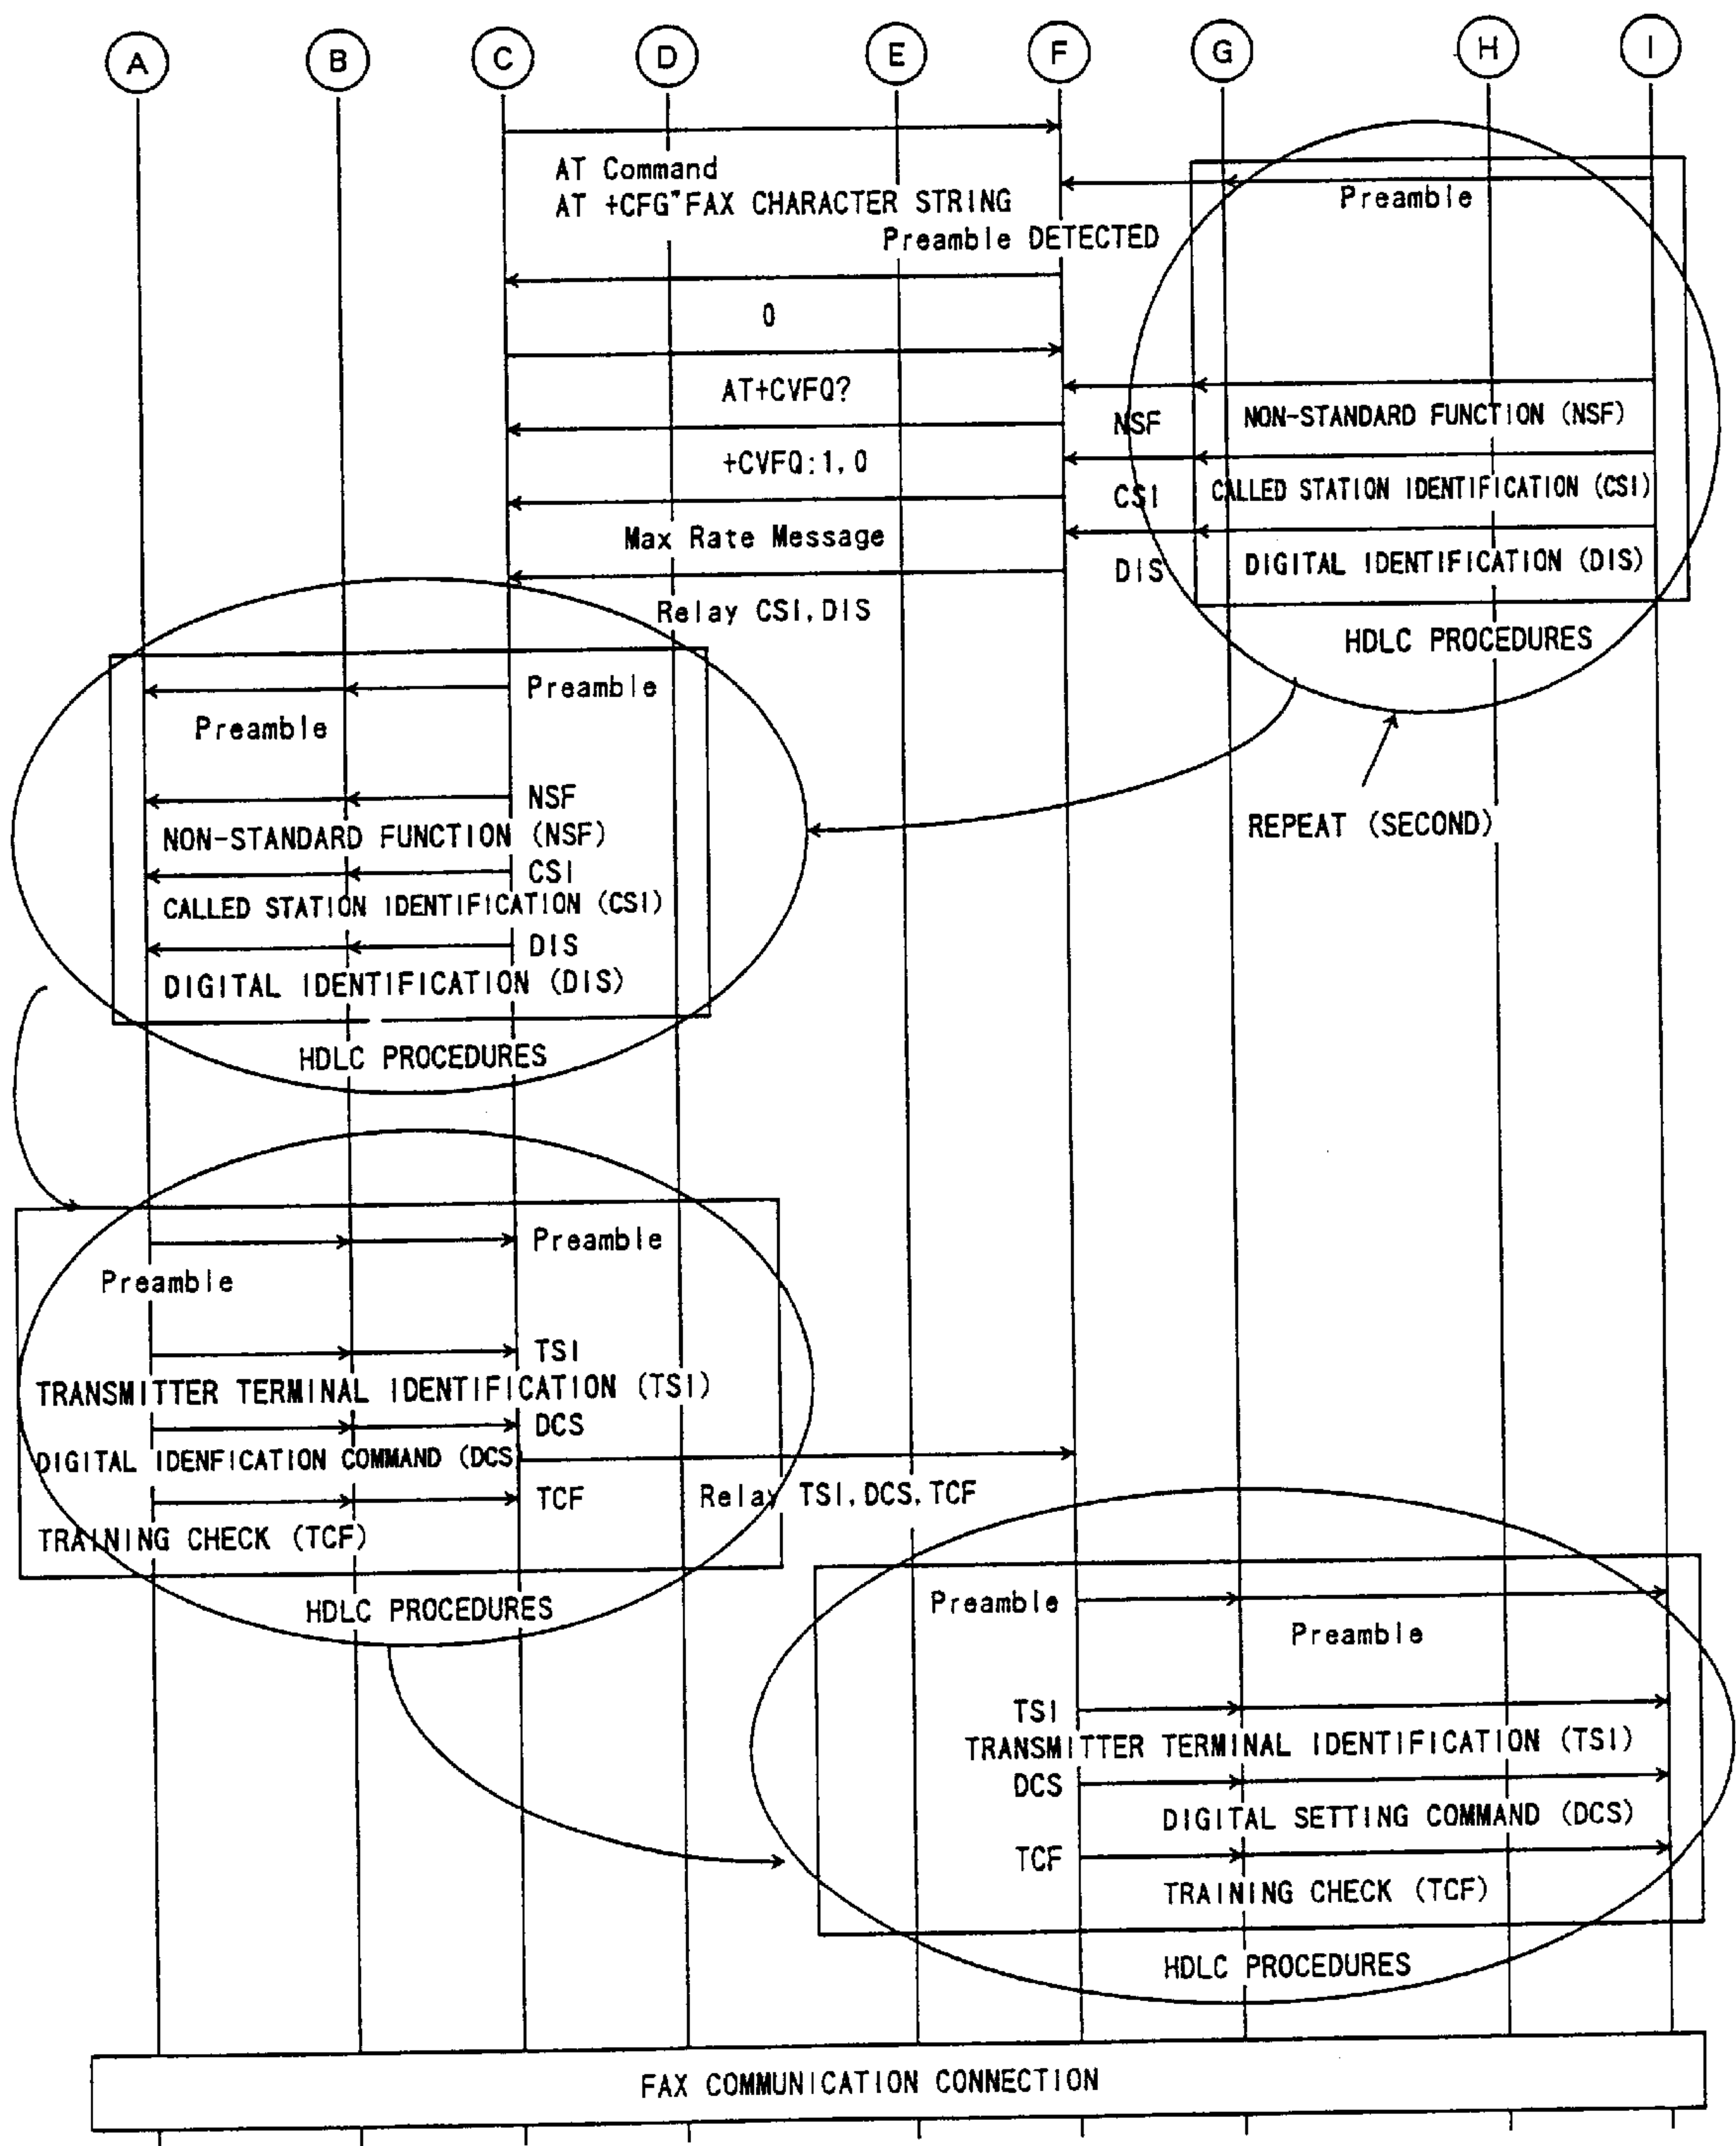 A B C D E F G H I
AT Command
AT +CFG"FAX CHARACTER STRING
Preamble
Preamble DETECTED
0
AT+CVFQ?
NSF NON-STANDARD FUNCTION (NSF)
+CVFQ:1,0
CSI CALLED STATION IDENTIFICATION (CSI)
Max Rate Message
DIS DIGITAL IDENTIFICATION (DIS)
Relay CSI,DIS
HDLC PROCEDURES
Preamble
Preamble
REPEAT (SECOND)
NSF
NON-STANDARD FUNCTION (NSF)
CSI
CALLED STATION IDENTIFICATION (CSI)
DIS
DIGITAL IDENTIFICATION (DIS)
HDLC PROCEDURES
Preamble
Preamble
TSI
TRANSMITTER TERMINAL IDENTIFICATION (TSI)
DCS
DIGITAL IDENFICATION COMMAND (DCS
TCF
Relay TSI,DCS,TCF
TRAINING CHECK (TCF)
HDLC PROCEDURES
Preamble
Preamble
TSI
TRANSMITTER TERMINAL IDENTIFICATION (TSI)
DCS
DIGITAL SETTING COMMAND (DCS)
TCF
TRAINING CHECK (TCF)
HDLC PROCEDURES
FAX COMMUNICATION CONNECTION